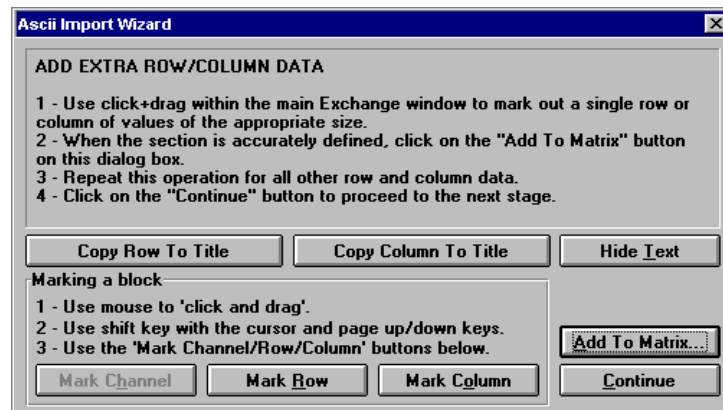 Ascii Import Wizard
ADD EXTRA ROW/COLUMN DATA
1 - Use click+drag within the main Exchange window to mark out a single row or
column of values of the appropriate size.
2 - When the section is accurately defined, click on the "Add To Matrix" button
on this dialog box.
3 - Repeat this operation for all other row and column data.
4 - Click on the "Continue" button to proceed to the next stage.
Copy Row To Title
Copy Column To Title
Hide Text
Marking a block
1 - Use mouse to 'click and drag'.
2 - Use shift key with the cursor and page up/down keys.
3 - Use the 'Mark Channel/Row/Column' buttons below.
Add To Matrix...
Mark Channel
Mark Row
Mark Column
Continue